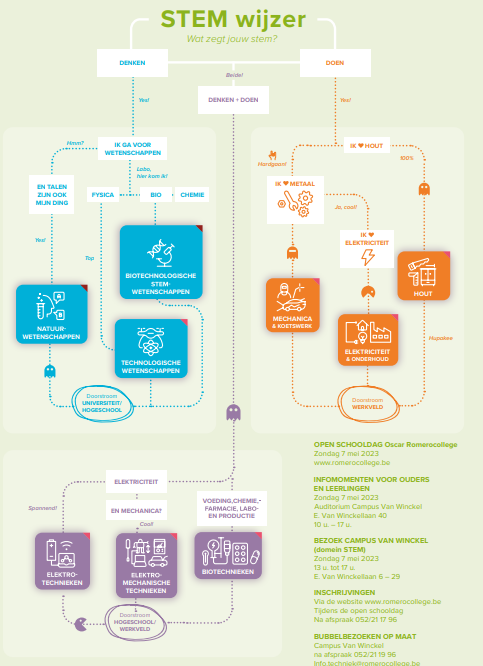 STEM wijzer
Wat zegt jouw stem?
DENKEN
DOEN
Beide!
DENKEN + DOEN
Yes!
Yes!
Hmm?
IK GA VOOR
WETENSCHAPPEN
Labo,
hier kom ik!
EN TALEN
ZIJN OOK
MIJN DING
FYSICA
BIO
CHEMIE
Yes!
Top
BIOTECHNOLOGISCHE
STEM-
WETENSCHAPPEN
NATUUR-
WETENSCHAPPEN
TECHNOLOGISCHE
WETENSCHAPPEN
Doorstroom
UNIVERSITEIT/
HOGESCHOOL
IK ❤ HOUT
Hardgaan!
100%
IK ❤ METAAL
Ja, cool!
IK ❤
ELEKTRICITEIT
HOUT
MECHANICA
& KOETSWERK
ELEKTRICITEIT
& ONDERHOUD
Hupakee
Doorstroom
WERKVELD
ELEKTRICITEIT
EN MECHANICA?
Spannend!
Cool!
VOEDING,CHEMIE,-
FARMACIE, LABO-
EN PRODUCTIE
ELEKTRO-
TECHNIEKEN
ELEKTRO-
MECHANISCHE
TECHNIEKEN
BIOTECHNIEKEN
Doorstroom
HOGESCHOOL/
WERKVELD
OPEN SCHOOLDAG Oscar Romerocollege
Zondag 7 mei 2023
www.romerocollege.be
INFOMOMENTEN VOOR OUDERS
EN LEERLINGEN
Zondag 7 mei 2023
Auditorium Campus Van Winckel
E. Van Winckellaan 40
10 u. – 17 u.
BEZOEK CAMPUS VAN WINCKEL
(domein STEM)
Zondag 7 mei 2023
13 u. tot 17 u.
E. Van Winckellaan 6 – 29
INSCHRIJVINGEN
Via de website www.romerocollege.be
Tijdens de open schooldag
Na afspraak 052/21 17 96
BUBBELBEZOEKEN OP MAAT
Campus Van Winckel
na afspraak 052/21 19 96
Info.techniek@romerocollege.be